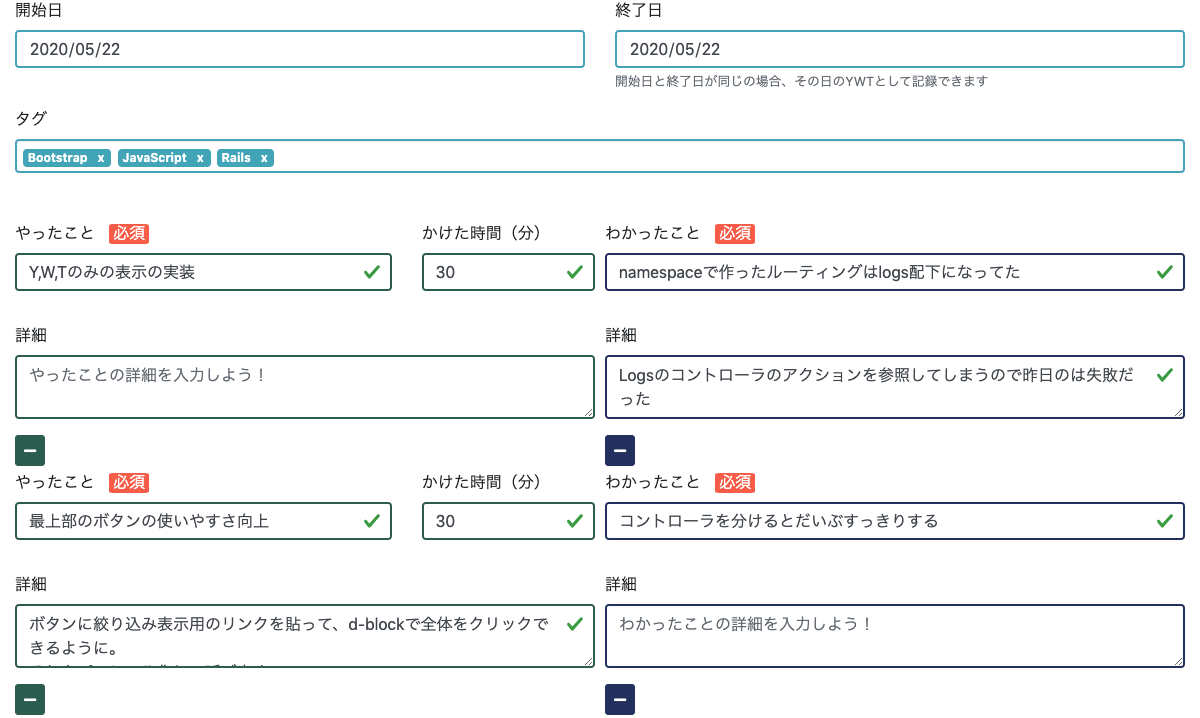 開始日 終了日
2020/05/22 2020/05/22
開始日と終了日が同じの場合、その日のYWTとして記録できます
タグ
Bootstrap x JavaScript x Rails x
やったこと 必須 かけた時間（分） わかったこと 必須
Y,W,Tのみの表示の実装 30 namespaceで作ったルーティングはlogs配下になってた
詳細 詳細
やったことの詳細を入力しよう！ Logsのコントローラのアクションを参照してしまうので昨日のは失敗だ
った
やったこと 必須 かけた時間（分） わかったこと 必須
最上部のボタンの使いやすさ向上 30 コントローラを分けるとだいぶすっきりする
詳細 詳細
ボタンに絞り込み表示用のリンクを貼って、d-blockで全体をクリックで わかったことの詳細を入力しよう！
きるように。